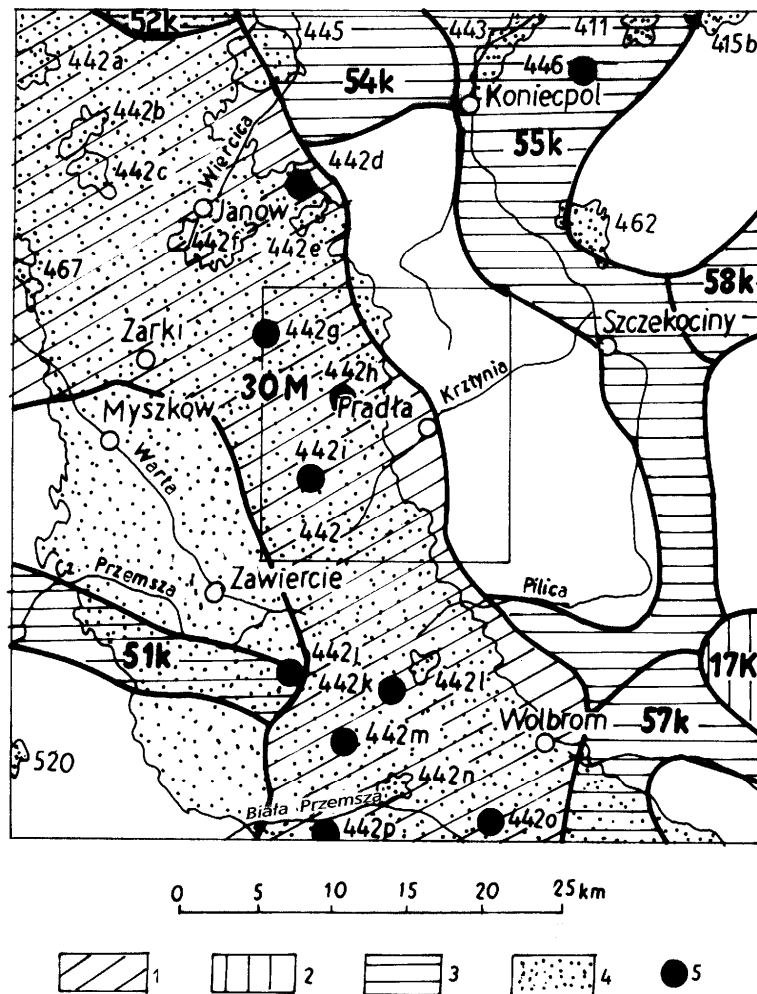 52k
445
443
411
415b
442a
446
54k
Koniecpol
442b
55k
442c
Wiercica
442d
Janow
462
442f
442e
467
58k
Żarki
442g
Szczekociny
442h
30M
Krztynia
Pradła
Myszków
442i
Warta
442
Przemsza
Zawiercie
Pilica
51k
442j
442k
442l
17K
Wolbrom
57k
442m
520
442n
Biała Przemsza
442p
442o
0 5 10 15 20 25 km
1 2 3 4 5